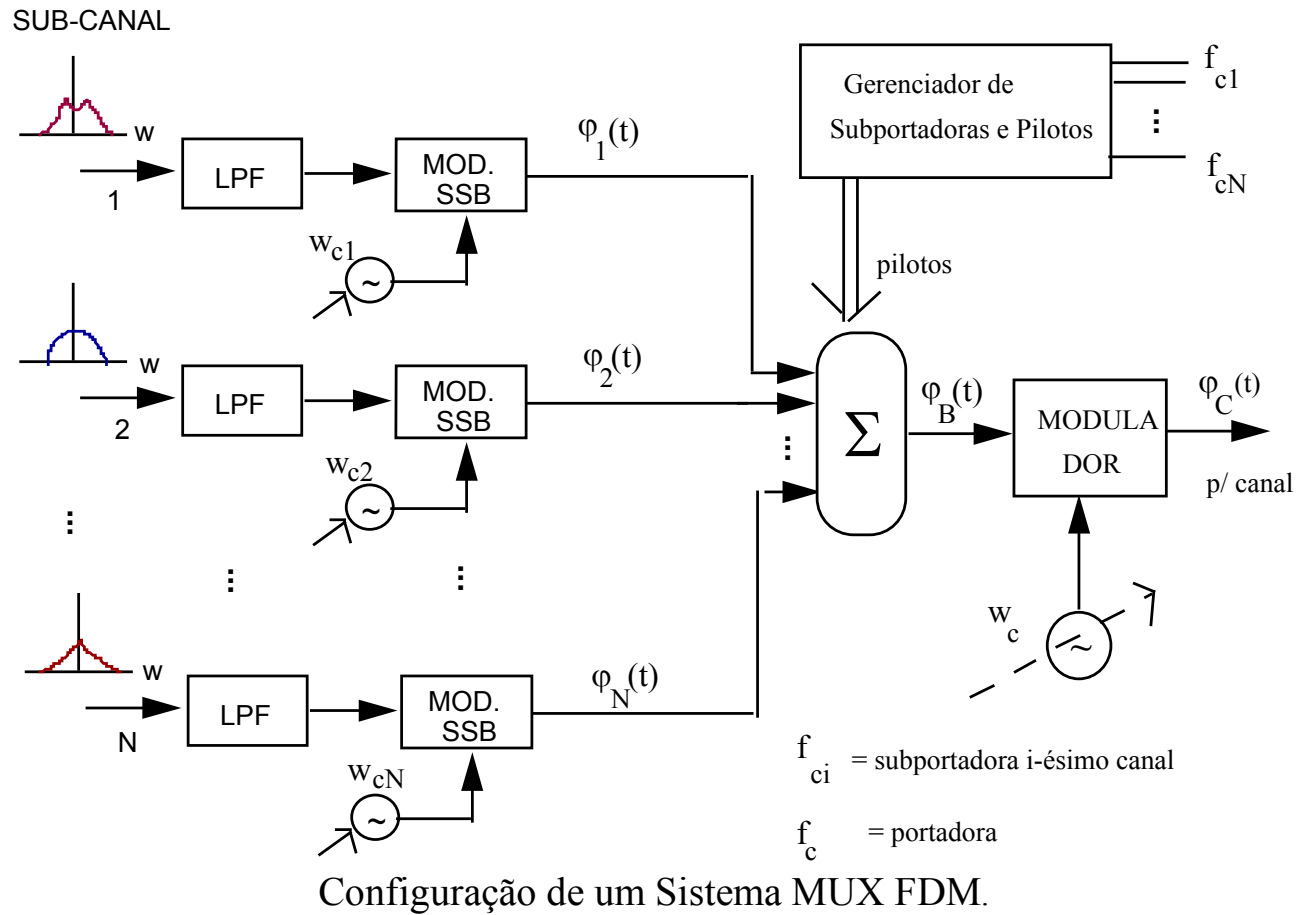 SUB-CANAL
w
1
LPF
MOD.
SSB
φ1(t)
wc1
~
Gerenciador de
Subportadoras e Pilotos
fc1
...
fcN
pilotos
w
2
LPF
MOD.
SSB
φ2(t)
wc2
~
...
Σ
φB(t)
MODULA
DOR
φC(t)
p/ canal
...
...
...
wc
~
w
N
LPF
MOD.
SSB
φN(t)
wcN
~
fci = subportadora i-ésimo canal
fc = portadora
Configuração de um Sistema MUX FDM.